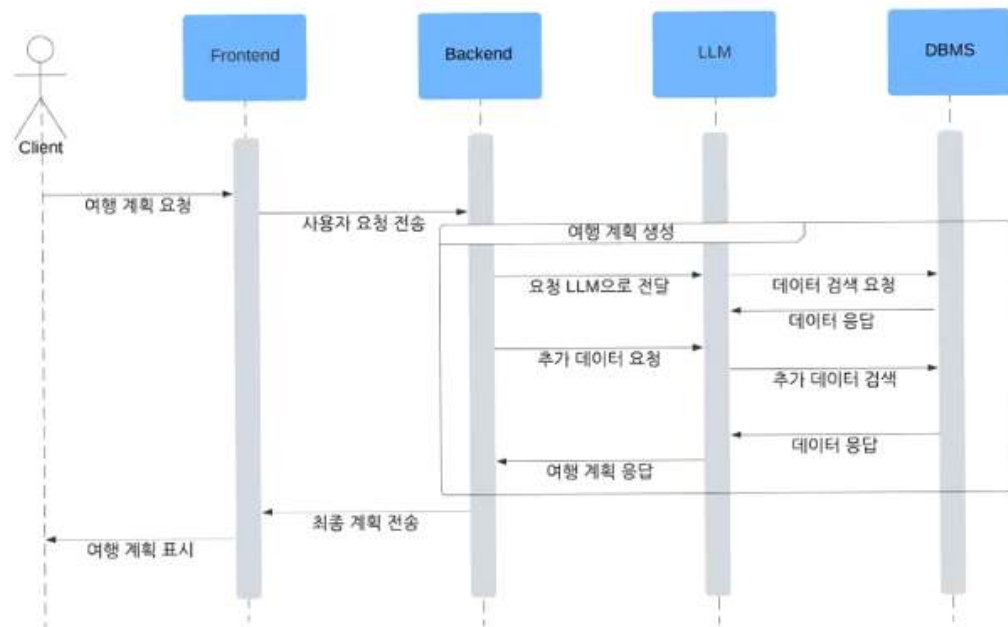 Frontend
Backend
LLM
DBMS
Client
여행 계획 요청
사용자 요청 전송
여행 계획 생성
요청 LLM으로 전달
데이터 검색 요청
데이터 응답
추가 데이터 요청
추가 데이터 검색
데이터 응답
여행 계획 응답
최종 계획 전송
여행 계획 표시